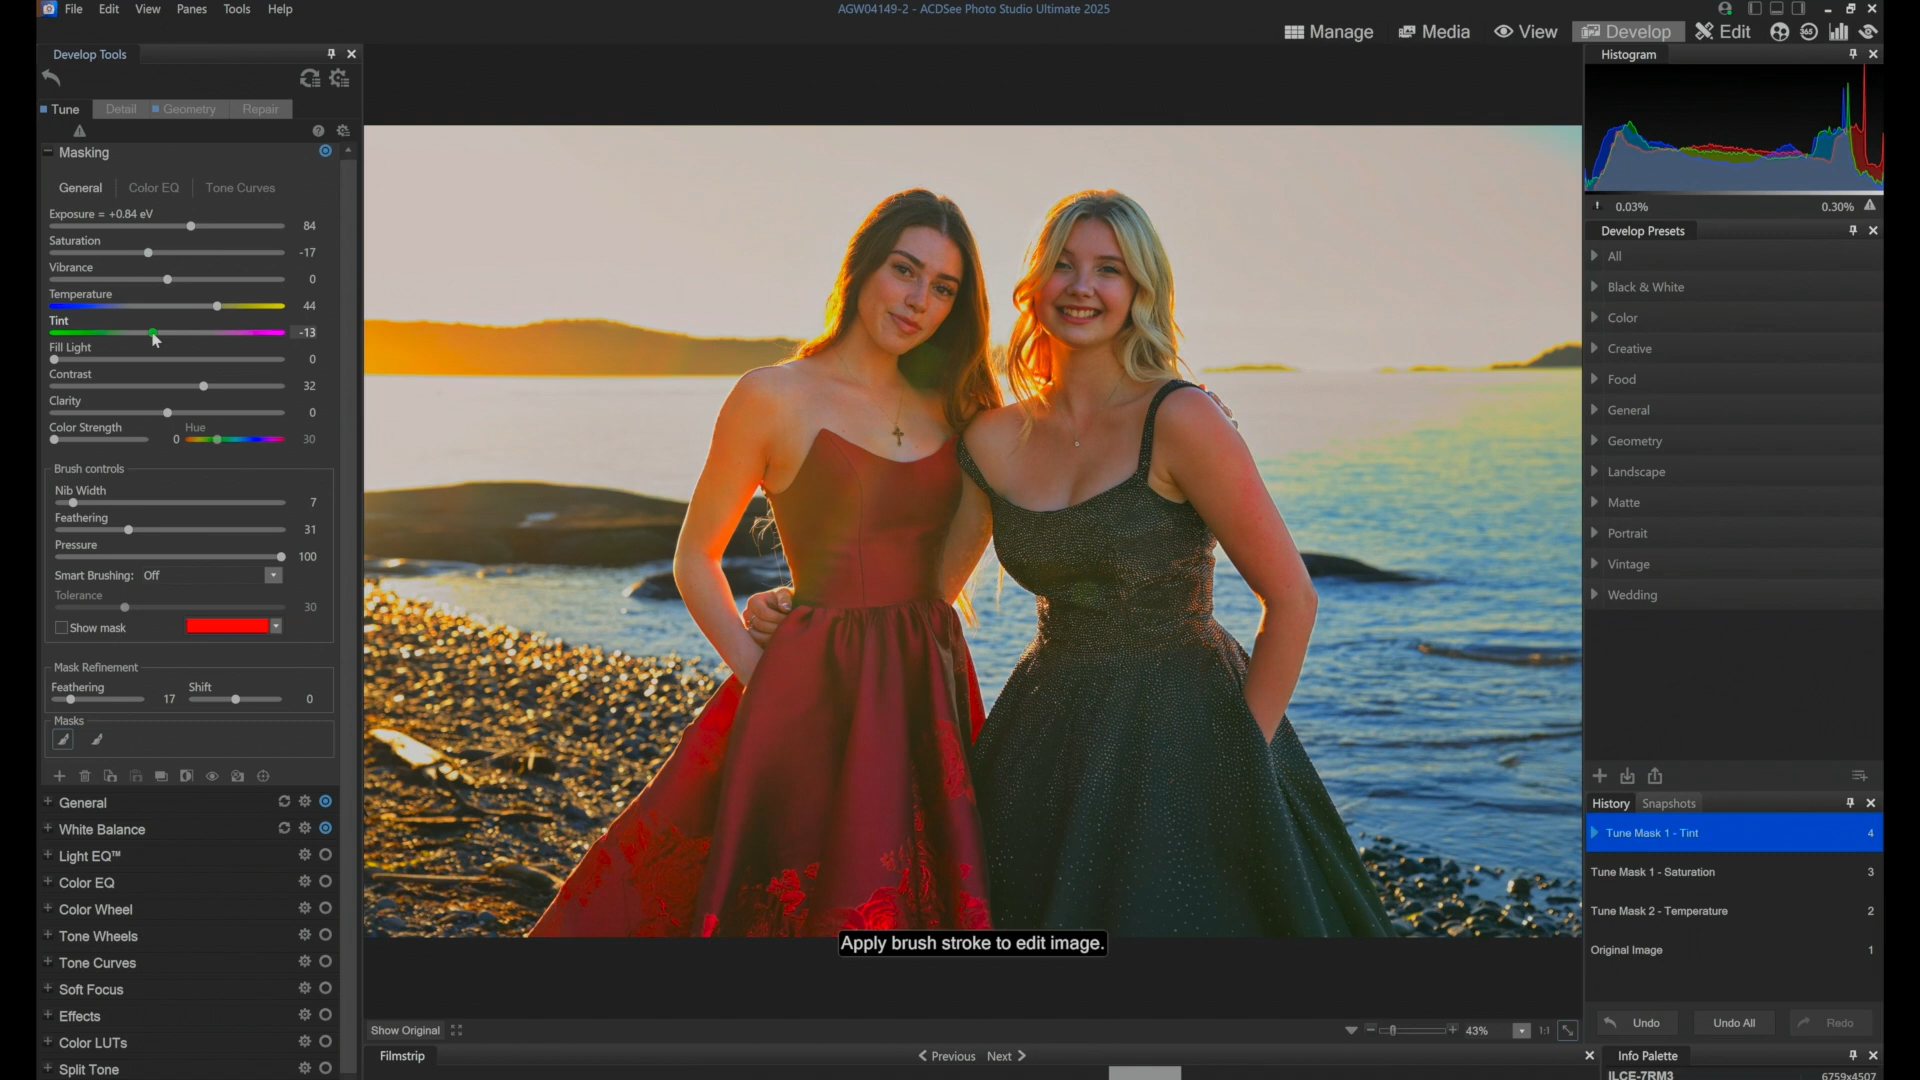 File Edit View Panes Tools Help
AGW04149-2 - ACDSee Photo Studio Ultimate 2025
Manage Media View Develop Edit 365
Develop Tools
Tune Detail Geometry Repair
Masking
General Color EQ Tone Curves
Exposure = +0.84 eV
84
Saturation
-17
Vibrance
0
Temperature
44
Tint
-13
Fill Light
0
Contrast
32
Clarity
0
Color Strength
0 Hue 30
Brush controls
Nib Width
7
Feathering
31
Pressure
100
Smart Brushing: Off
Tolerance
30
Show mask
Mask Refinement
Feathering 17 Shift 0
Masks
General
White Balance
Light EQ™
Color EQ
Color Wheel
Tone Wheels
Tone Curves
Soft Focus
Effects
Color LUTs
Split Tone
Apply brush stroke to edit image.
Show Original
43% 1:1
Filmstrip
Previous Next
Histogram
0.03% 0.30%
Develop Presets
All
Black & White
Color
Creative
Food
General
Geometry
Landscape
Matte
Portrait
Vintage
Wedding
History Snapshots
Tune Mask 1 - Tint 4
Tune Mask 1 - Saturation 3
Tune Mask 2 - Temperature 2
Original Image 1
Undo Undo All Redo
Info Palette
ILCE-7RM3 6759x4507